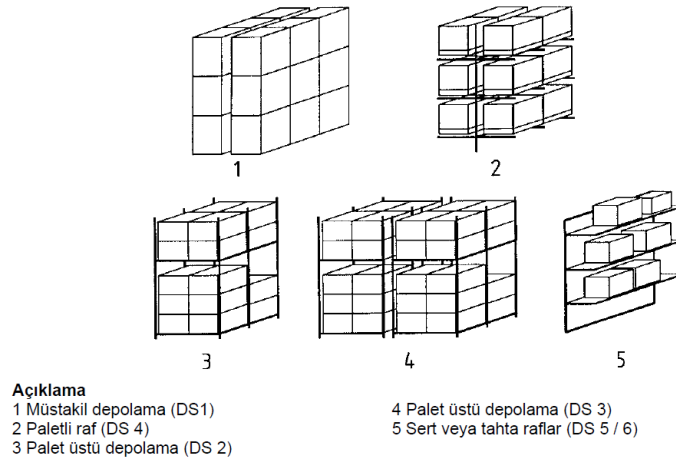 1
2
3
4
5
Açıklama
1 Müstakil depolama (DS1)
2 Paletli raf (DS 4)
3 Palet üstü depolama (DS 2)
4 Palet üstü depolama (DS 3)
5 Sert veya tahta raflar (DS 5 / 6)